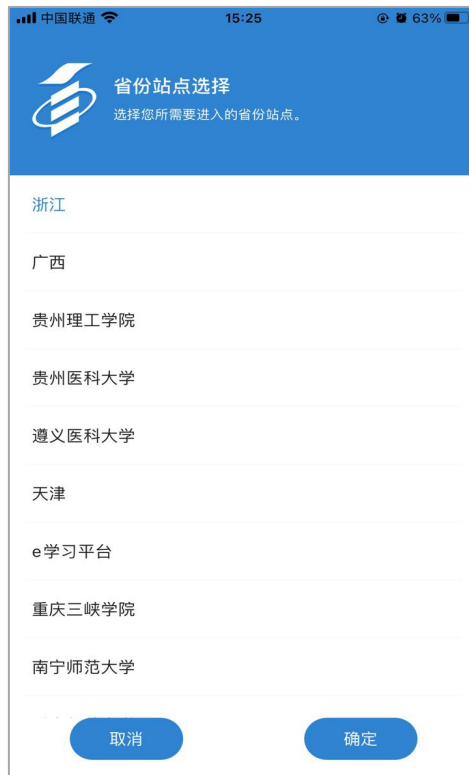 中国联通
15:25
63%
省份站点选择
选择您所需要进入的省份站点。
浙江
广西
贵州理工学院
贵州医科大学
遵义医科大学
天津
e学习平台
重庆三峡学院
南宁师范大学
取消
确定